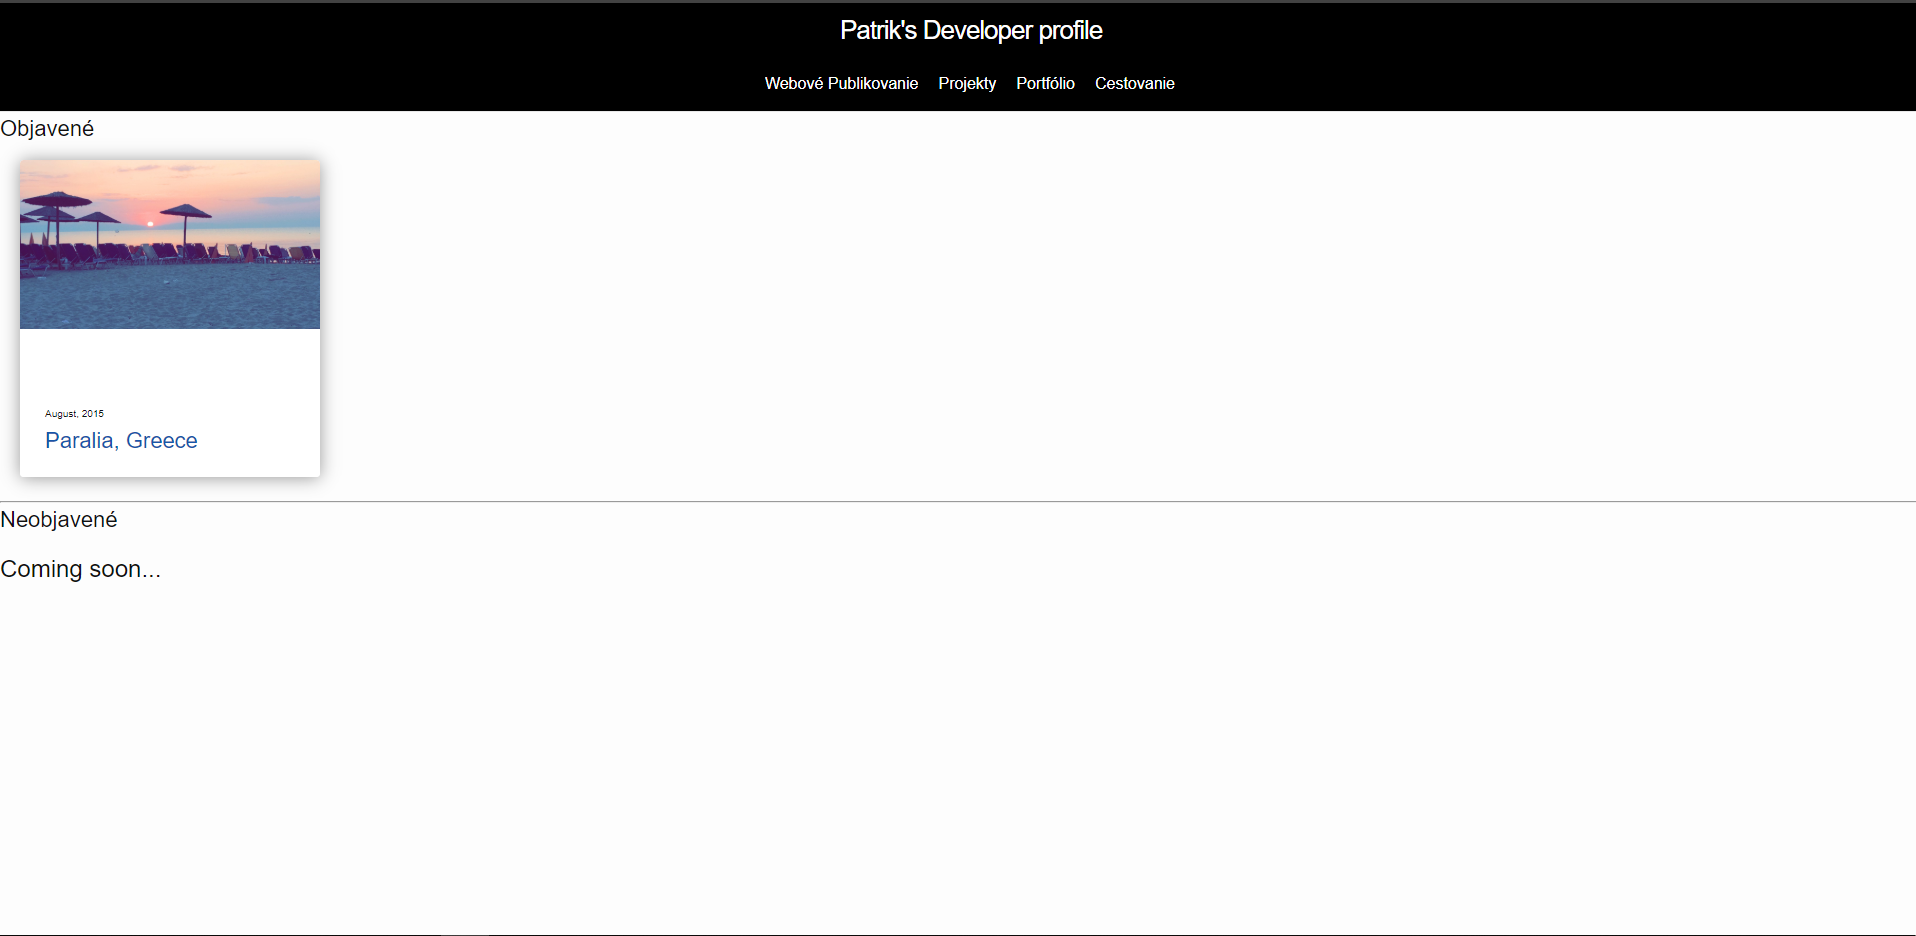 Patrik's Developer profile
Webové Publikovanie Projekty Portfólio Cestovanie
Objavené
August, 2015
Paralia, Greece
Neobjavené
Coming soon...